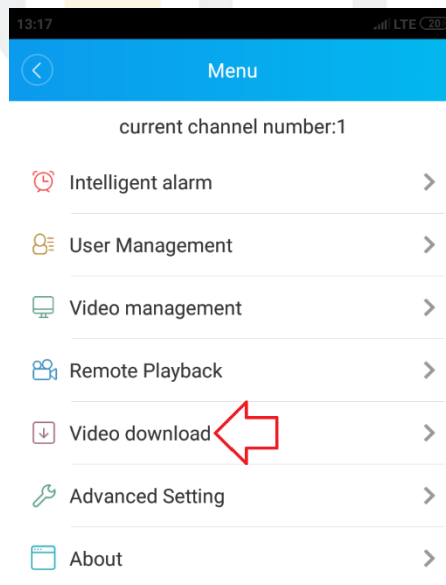 13:17
LTE 20
Menu
current channel number:1
Intelligent alarm
User Management
Video management
Remote Playback
Video download
Advanced Setting
About